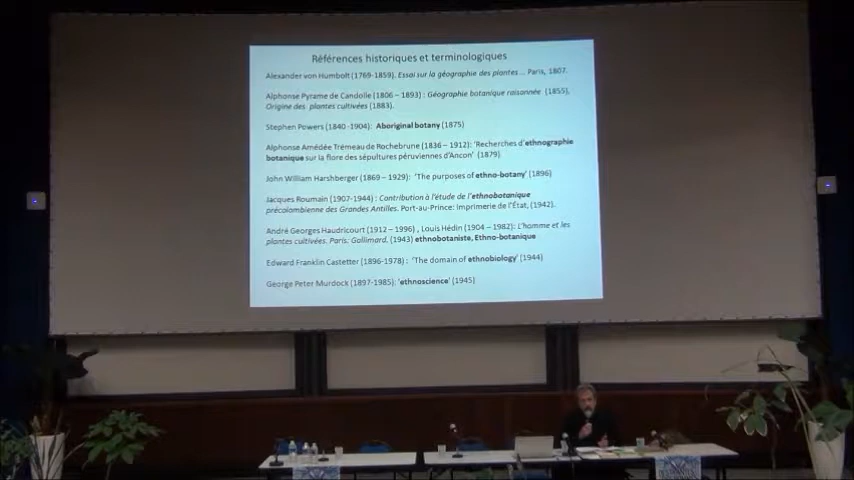 Références historiques et terminologiques
Alexander von Humbolt (1769-1859). Essai sur la géographie des plantes... Paris, 1807.
Alphonse Pyrame de Candolle (1806 – 1893) : Géographie botanique raisonnée (1855),
Origine des plantes cultivées (1883).
Stephen Powers (1840 -1904): Aboriginal botany (1875)
Alphonse Amédée Trémeau de Rochebrune (1836 – 1912): 'Recherches d'ethnographie
botanique sur la flore des sépultures péruviennes d'Ancon' (1879)
John William Harshberger (1869 – 1929): 'The purposes of ethno-botany' (1896)
Jacques Roumain (1907-1944) : Contribution à l'étude de l'ethnobotanique
précolombienne des Grandes Antilles. Port-au-Prince: Imprimerie de l'État, (1942).
André Georges Haudricourt (1912 – 1996) , Louis Hédin (1904 – 1982): L'homme et les
plantes cultivées. Paris: Gallimard. (1943) ethnobotaniste, Ethno-botanique
Edward Franklin Castetter (1896-1978) : 'The domain of ethnobiology' (1944)
George Peter Murdock (1897-1985): 'ethnoscience' (1945)